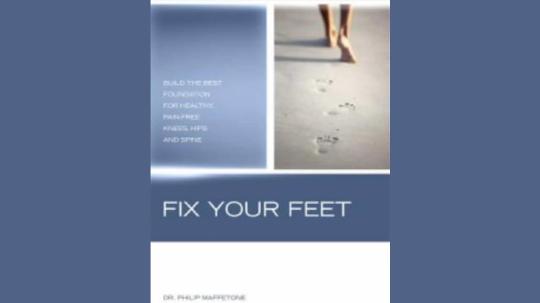 BUILD THE BEST
FOUNDATION
FOR HEALTHY,
PAIN-FREE
KNEES, HIPS
AND SPINE
FIX YOUR FEET
DR. PHILIP MAFFETONE